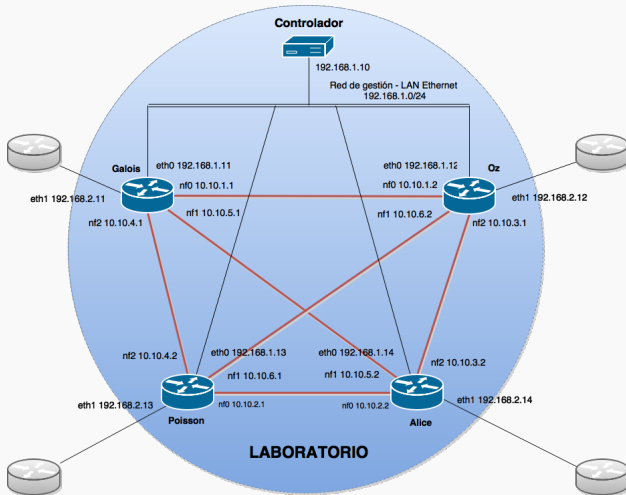 Controlador
192.168.1.10
Red de gestión - LAN Ethernet
192.168.1.0/24
Galois
eth0 192.168.1.11
eth0 192.168.1.12
Oz
nf0 10.10.1.1
nf0 10.10.1.2
eth1 192.168.2.11
eth1 192.168.2.12
nf1 10.10.5.1
nf1 10.10.6.2
nf2 10.10.4.1
nf2 10.10.3.1
nf2 10.10.4.2
eth0 192.168.1.13
eth0 192.168.1.14
nf2 10.10.3.2
nf1 10.10.6.1
nf1 10.10.5.2
eth1 192.168.2.13
nf0 10.10.2.1
nf0 10.10.2.2
eth1 192.168.2.14
Poisson
Alice
LABORATORIO